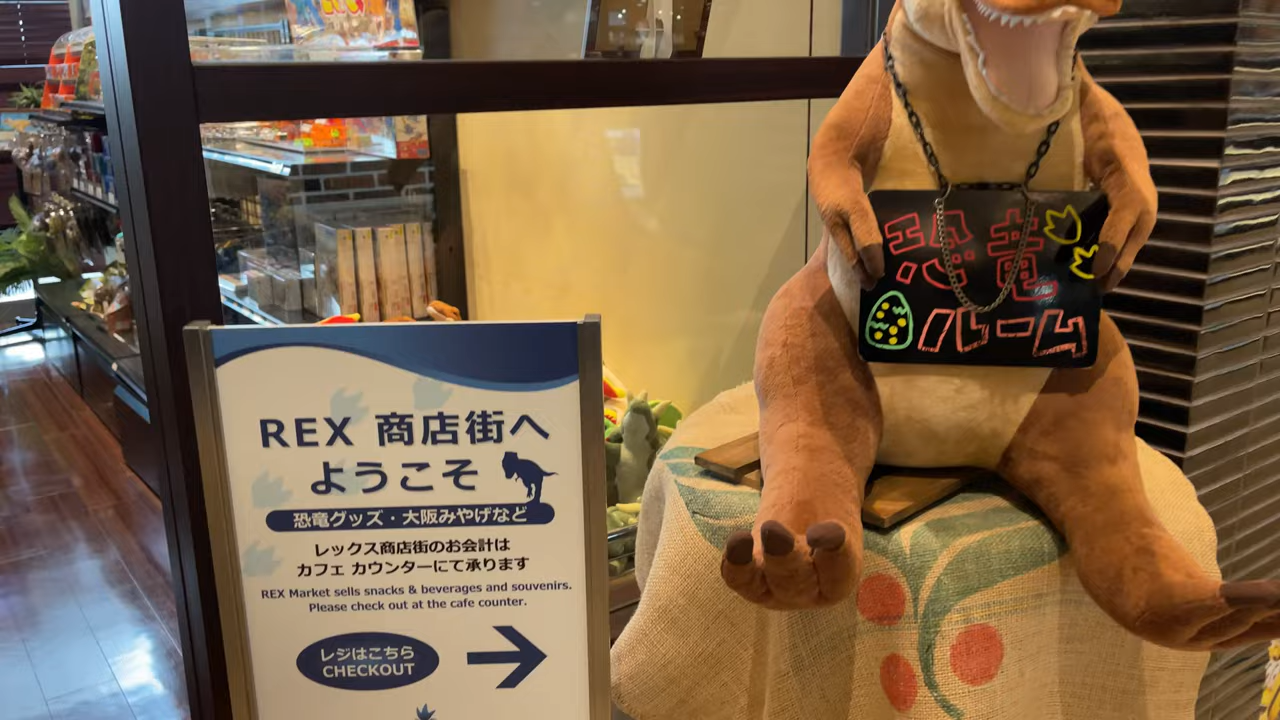 REX 商店街へ
ようこそ
恐竜グッズ・大阪みやげなど
レックス商店街のお会計は
カフェ カウンターにて承ります
REX Market sells snacks & beverages and souvenirs.
Please check out at the cafe counter.
レジはこちら
CHECKOUT
恐竜
ルーム